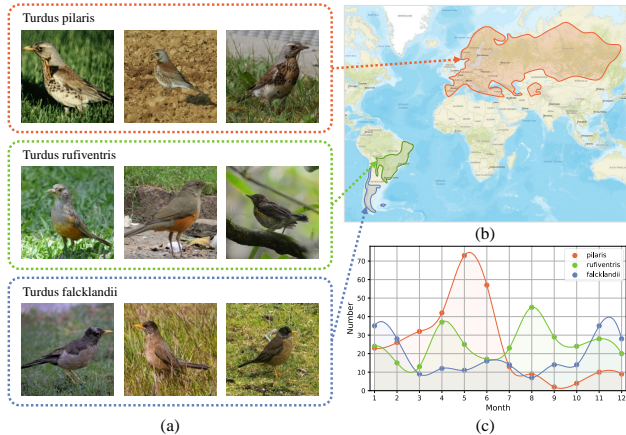 Turdus pilaris
Turdus rufiventris
Turdus falcklandii
(a)
(b)
pilaris
rufiventris
falcklandii
Number
70
60
50
40
30
20
10
0
1 2 3 4 5 6 7 8 9 10 11 12
Month
(c)